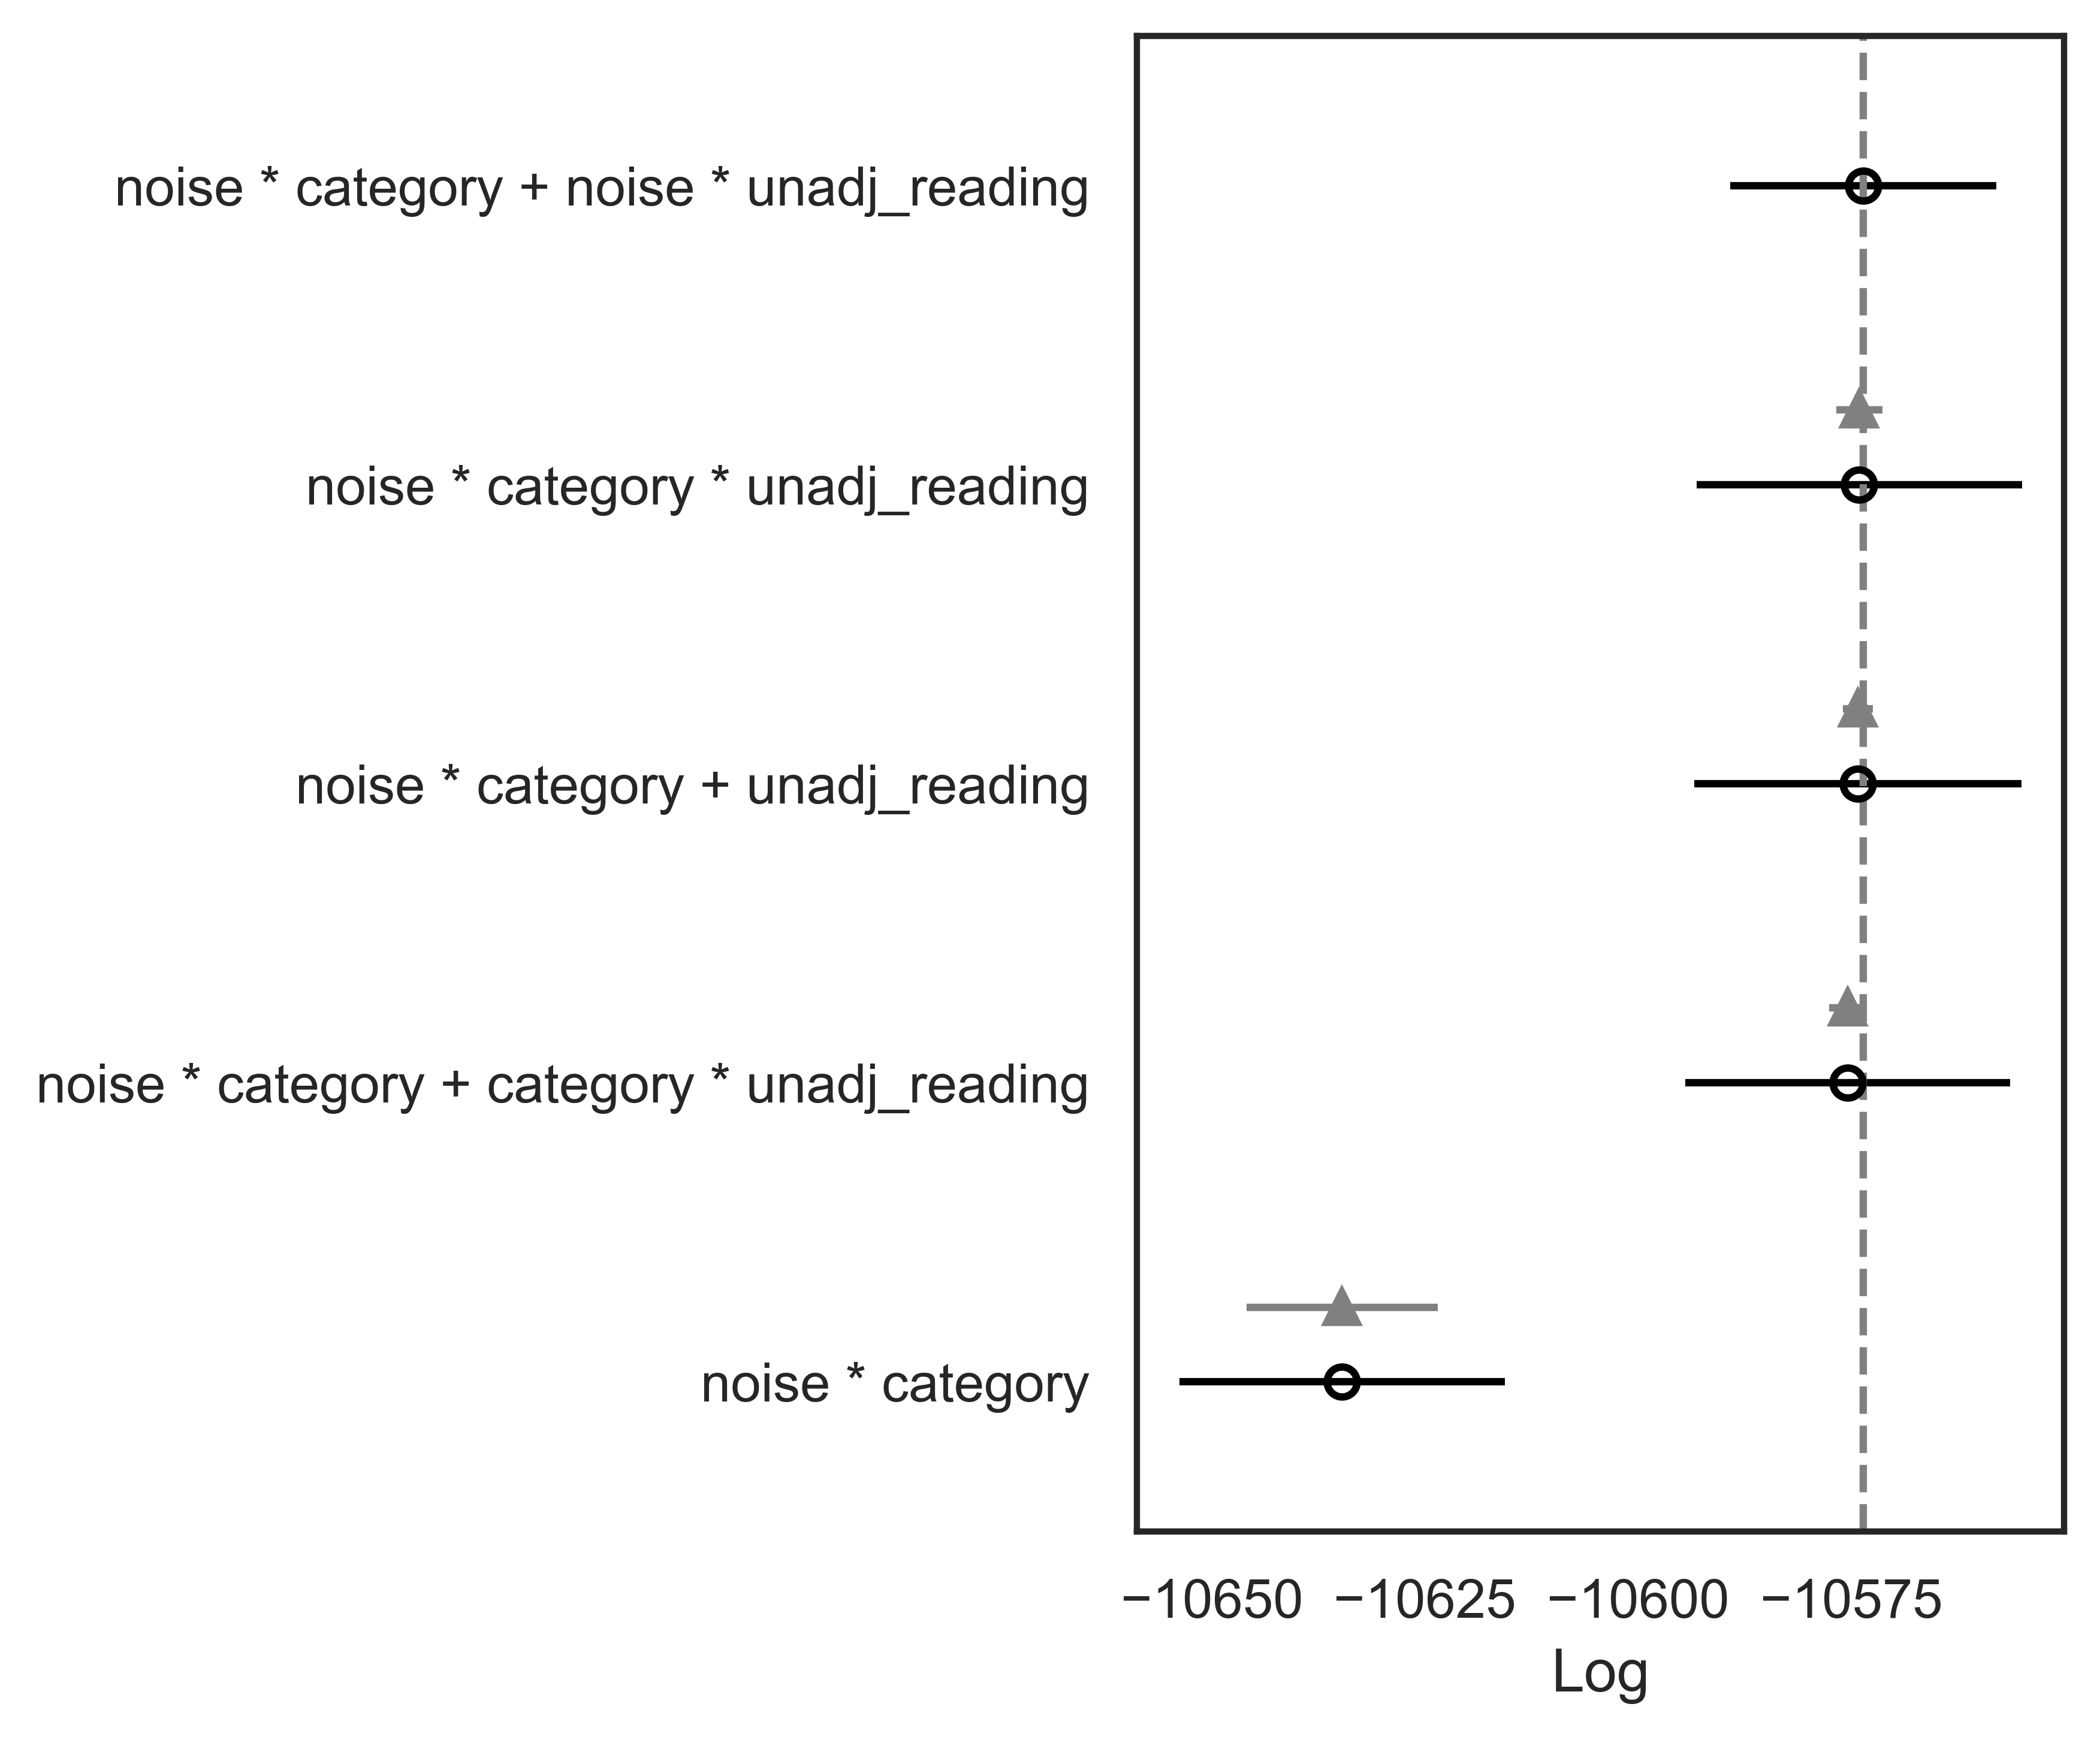 noise * category + noise * unadj_reading
noise * category * unadj_reading
noise * category + unadj_reading
noise * category + category * unadj_reading
noise * category
−10650 −10625 −10600 −10575
Log